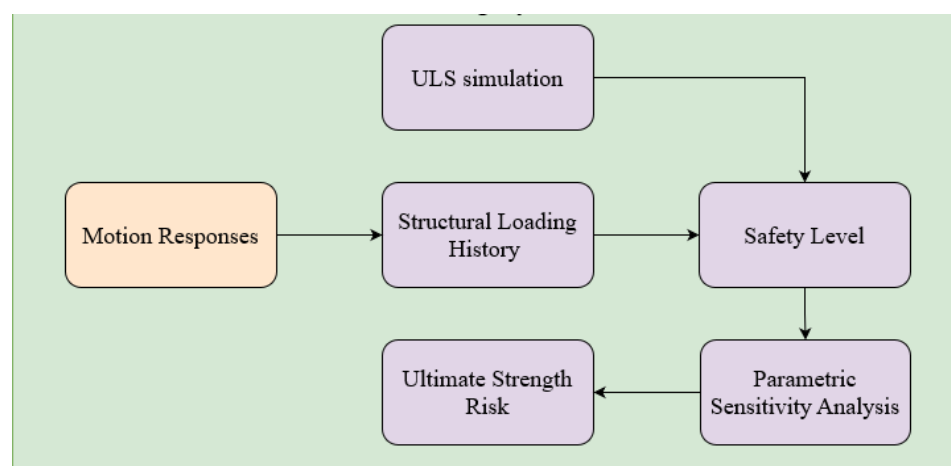 ULS simulation
Motion Responses
Structural Loading
History
Safety Level
Ultimate Strength
Risk
Parametric
Sensitivity Analysis